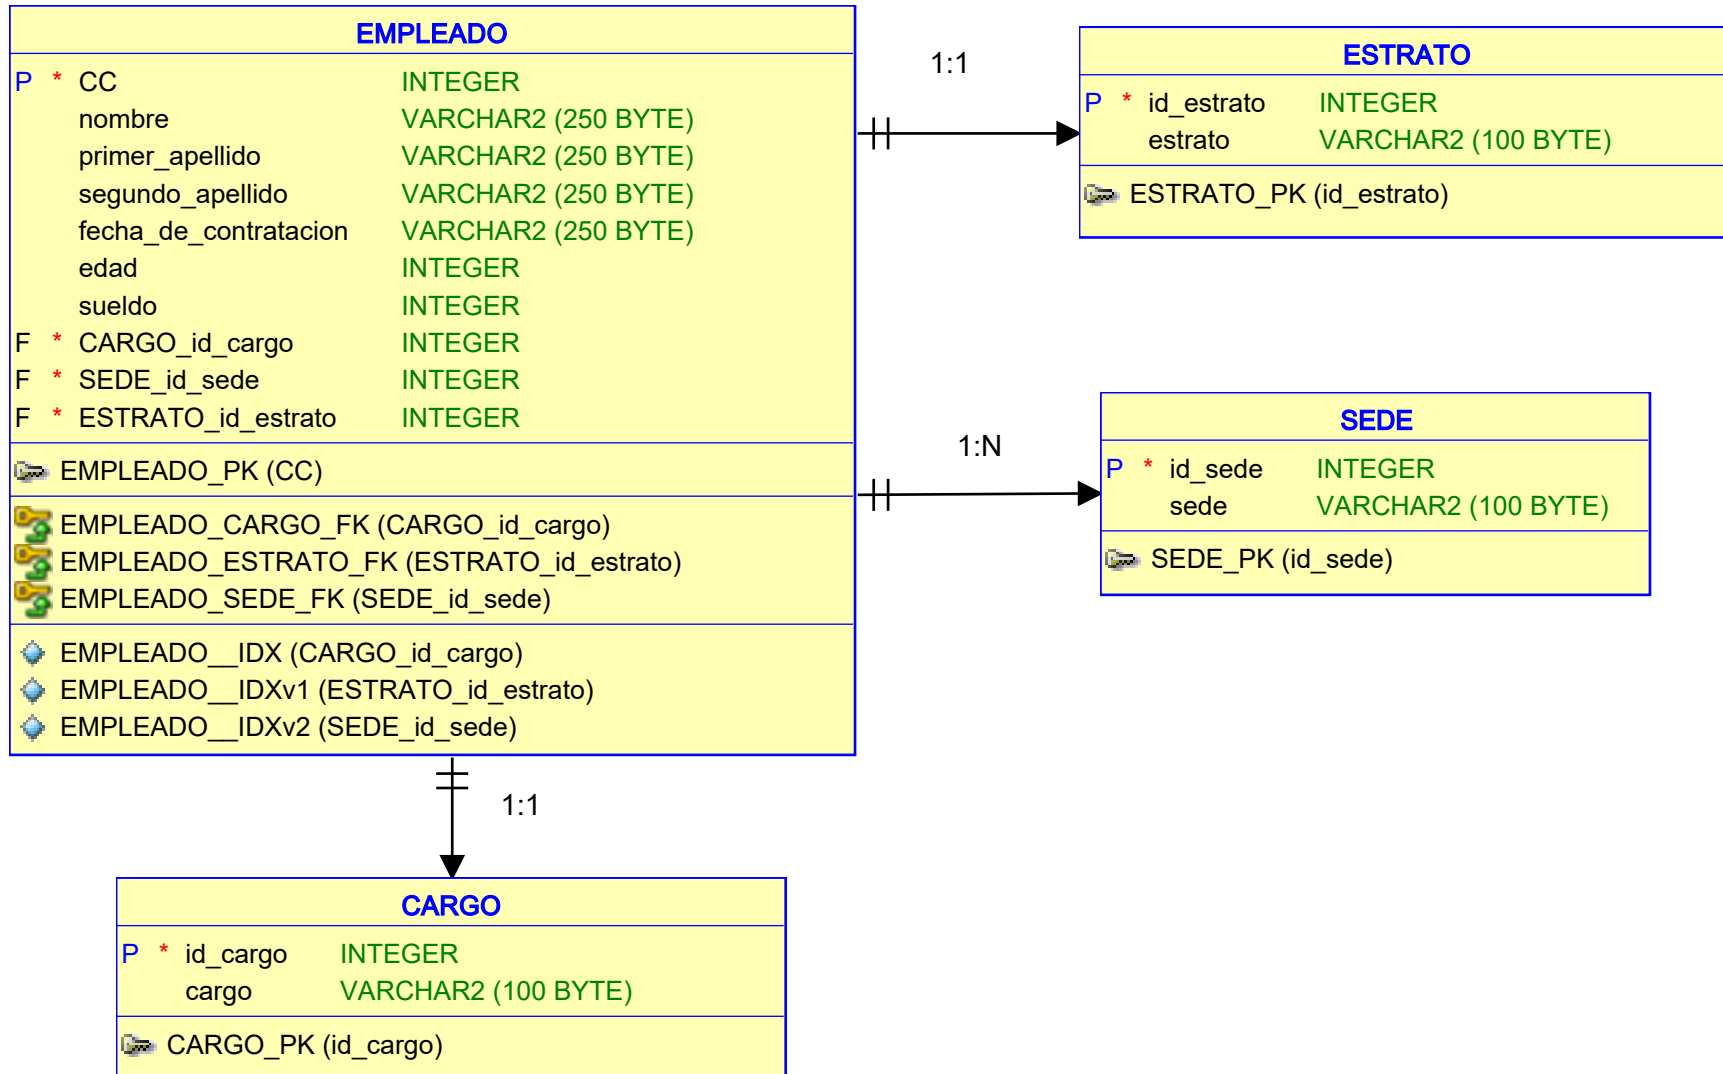 EMPLEADO
P * CC INTEGER
nombre VARCHAR2 (250 BYTE)
primer_apellido VARCHAR2 (250 BYTE)
segundo_apellido VARCHAR2 (250 BYTE)
fecha_de_contratacion VARCHAR2 (250 BYTE)
edad INTEGER
sueldo INTEGER
F * CARGO_id_cargo INTEGER
F * SEDE_id_sede INTEGER
F * ESTRATO_id_estrato INTEGER
EMPLEADO_PK (CC)
EMPLEADO_CARGO_FK (CARGO_id_cargo)
EMPLEADO_ESTRATO_FK (ESTRATO_id_estrato)
EMPLEADO_SEDE_FK (SEDE_id_sede)
EMPLEADO__IDX (CARGO_id_cargo)
EMPLEADO__IDXv1 (ESTRATO_id_estrato)
EMPLEADO__IDXv2 (SEDE_id_sede)
1:1
ESTRATO
P * id_estrato INTEGER
estrato VARCHAR2 (100 BYTE)
ESTRATO_PK (id_estrato)
1:N
SEDE
P * id_sede INTEGER
sede VARCHAR2 (100 BYTE)
SEDE_PK (id_sede)
1:1
CARGO
P * id_cargo INTEGER
cargo VARCHAR2 (100 BYTE)
CARGO_PK (id_cargo)